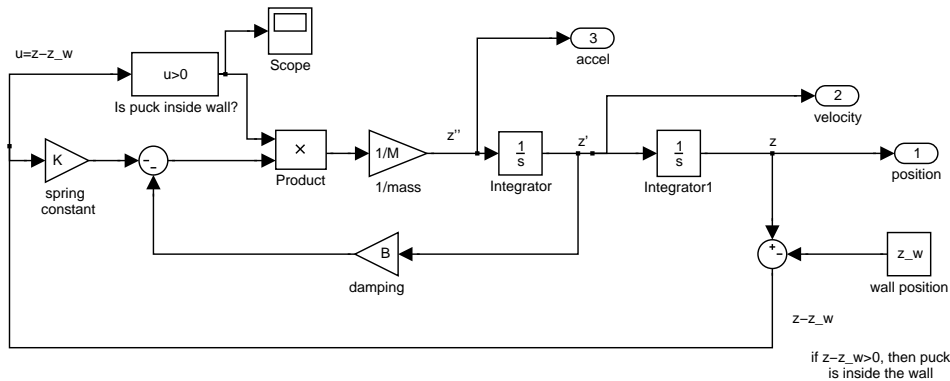 u=z−z_w
u>0
Is puck inside wall?
Scope
3
accel
2
velocity
K
spring
constant
−
−
×
Product
1/M
1/mass
z''
1
s
Integrator
z'
1
s
Integrator1
z
1
position
B
damping
+
−
z_w
wall position
z−z_w
if z−z_w>0, then puck
is inside the wall